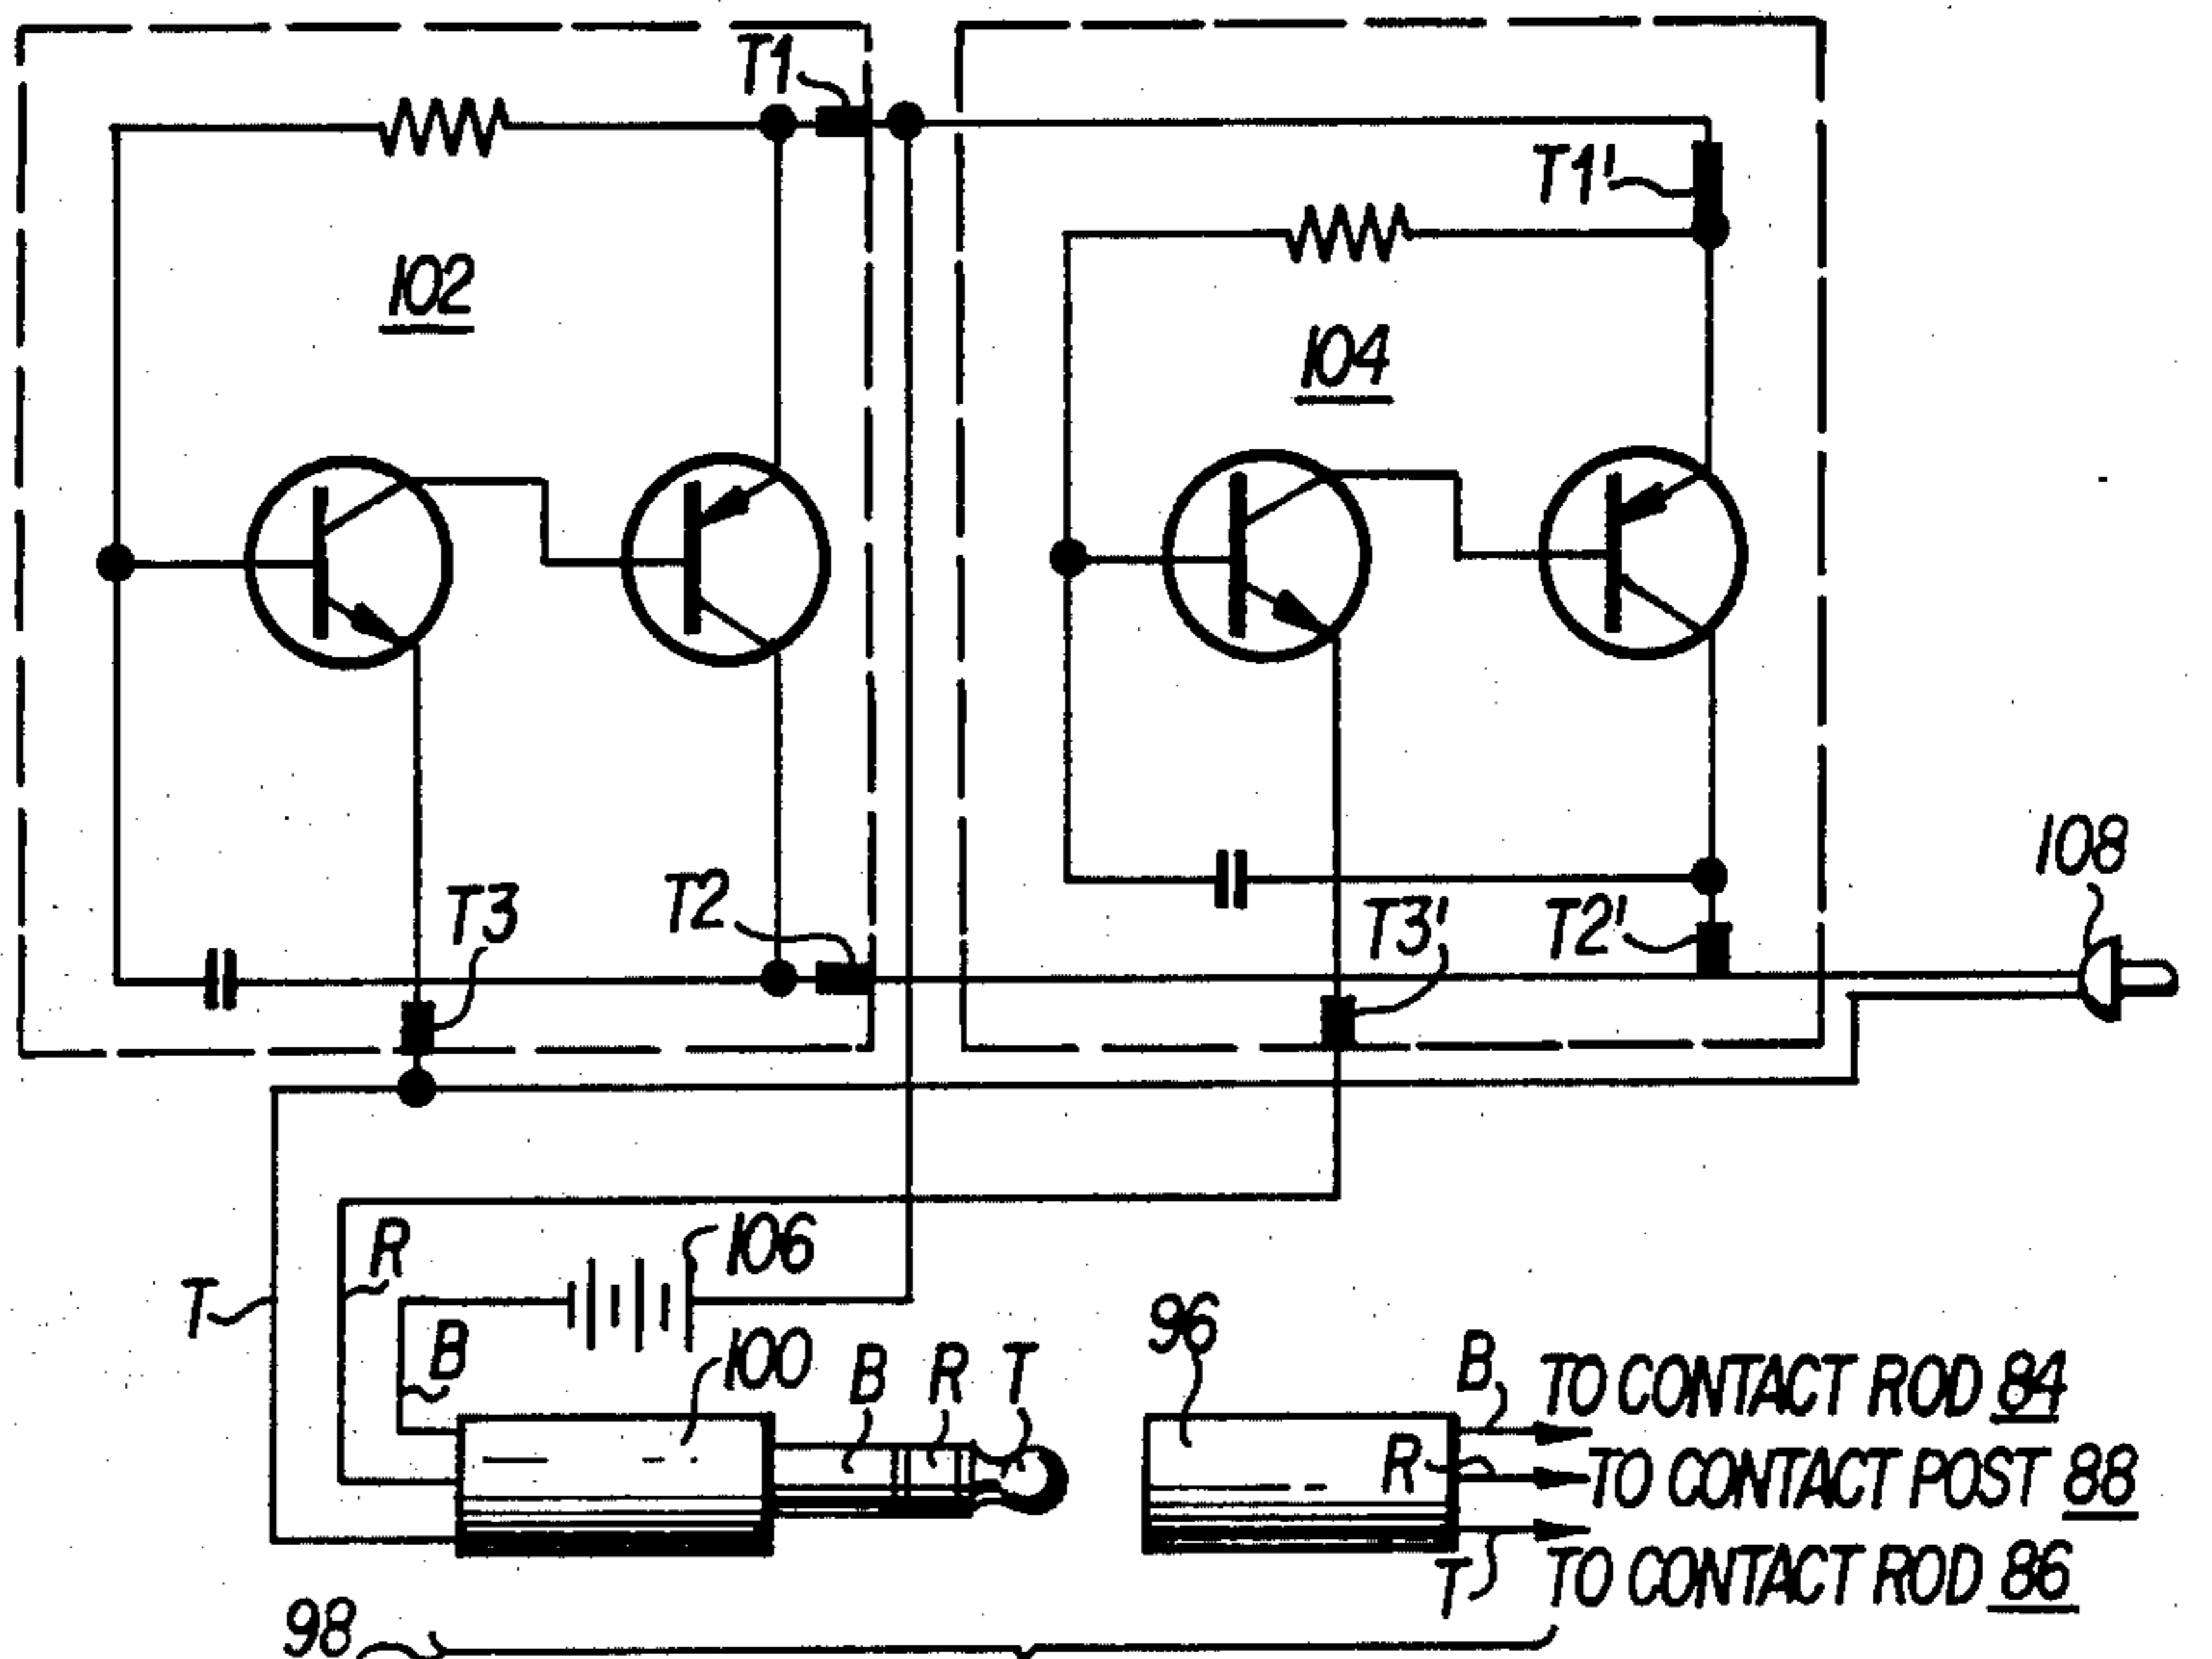 T1
T1'
102
104
108
T3
T2
T3'
T2'
R
106
T
B
100
B R T
96
B TO CONTACT ROD 84
R TO CONTACT POST 88
T TO CONTACT ROD 86
98